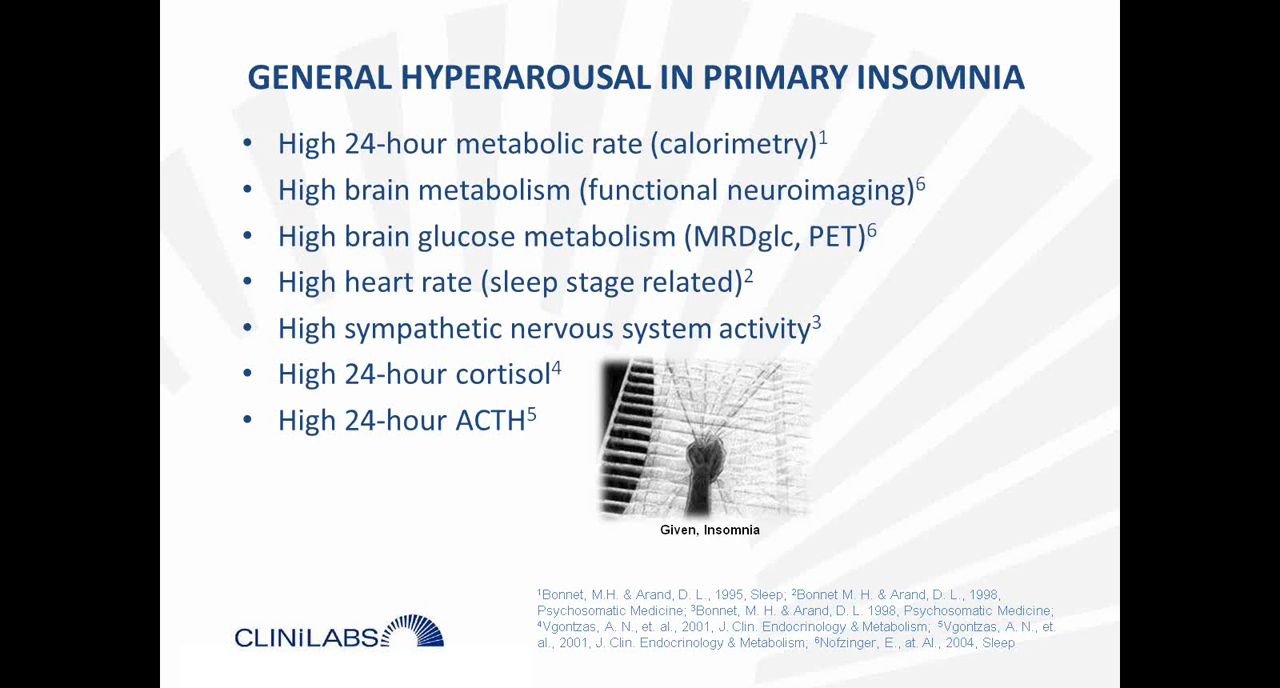 GENERAL HYPERAROUSAL IN PRIMARY INSOMNIA
• High 24-hour metabolic rate (calorimetry)1
• High brain metabolism (functional neuroimaging)6
• High brain glucose metabolism (MRDglc, PET)6
• High heart rate (sleep stage related)2
• High sympathetic nervous system activity3
• High 24-hour cortisol4
• High 24-hour ACTH5
Given, Insomnia
1Bonnet, M.H. & Arand, D. L., 1995, Sleep; 2Bonnet M. H. & Arand, D. L., 1998,
Psychosomatic Medicine; 3Bonnet, M. H. & Arand, D. L. 1998, Psychosomatic Medicine;
4Vgontzas, A. N., et. al., 2001, J. Clin. Endocrinology & Metabolism; 5Vgontzas, A. N., et.
al., 2001, J. Clin. Endocrinology & Metabolism; 6Nofzinger, E., at. Al., 2004, Sleep
CLINiLABS